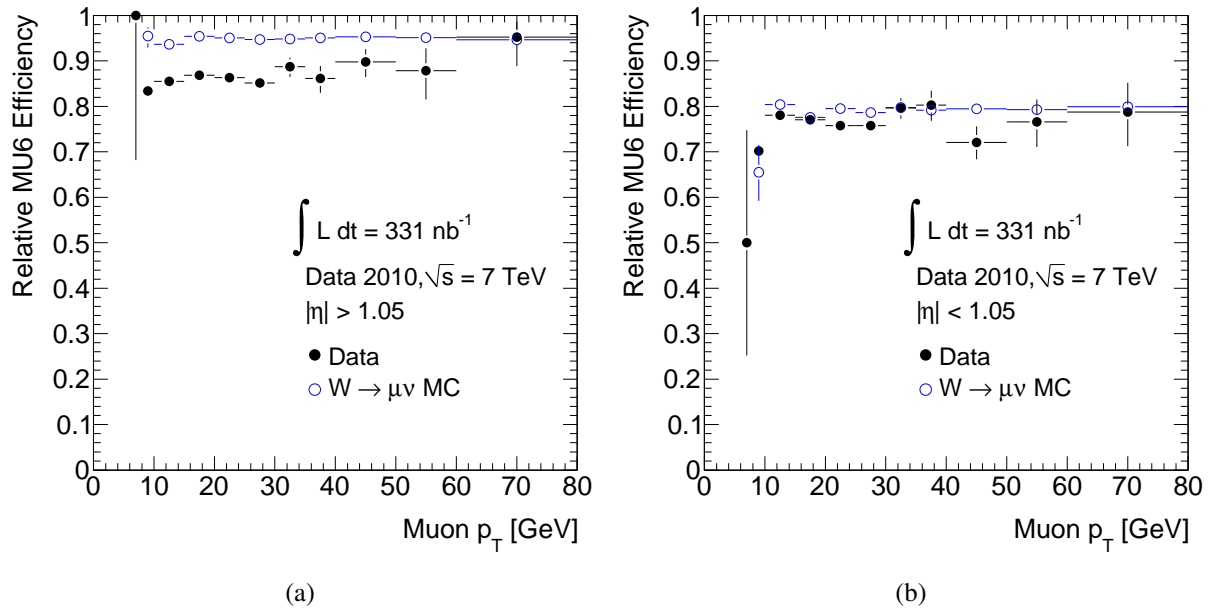 Relative MU6 Efficiency
1
0.9
0.8
0.7
0.6
0.5
0.4
0.3
0.2
0.1
0
∫ L dt = 331 nb⁻¹
Data 2010, √s = 7 TeV
|η| > 1.05
Data
W → μν MC
0 10 20 30 40 50 60 70 80
Muon p_T [GeV]
(a)
Relative MU6 Efficiency
1
0.9
0.8
0.7
0.6
0.5
0.4
0.3
0.2
0.1
0
∫ L dt = 331 nb⁻¹
Data 2010, √s = 7 TeV
|η| < 1.05
Data
W → μν MC
0 10 20 30 40 50 60 70 80
Muon p_T [GeV]
(b)